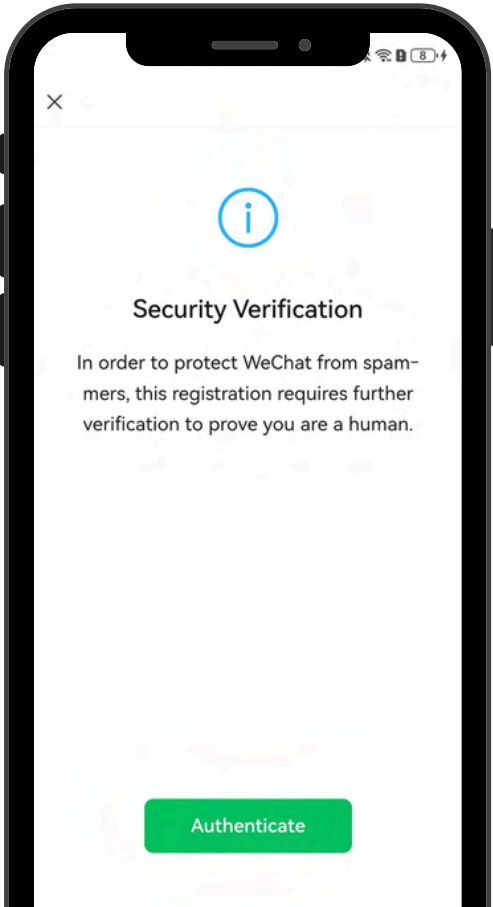 8
Security Verification
In order to protect WeChat from spam-
mers, this registration requires further
verification to prove you are a human.
Authenticate